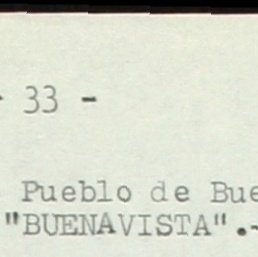 - 33 -
Pueblo de Bue
"BUENAVISTA".-